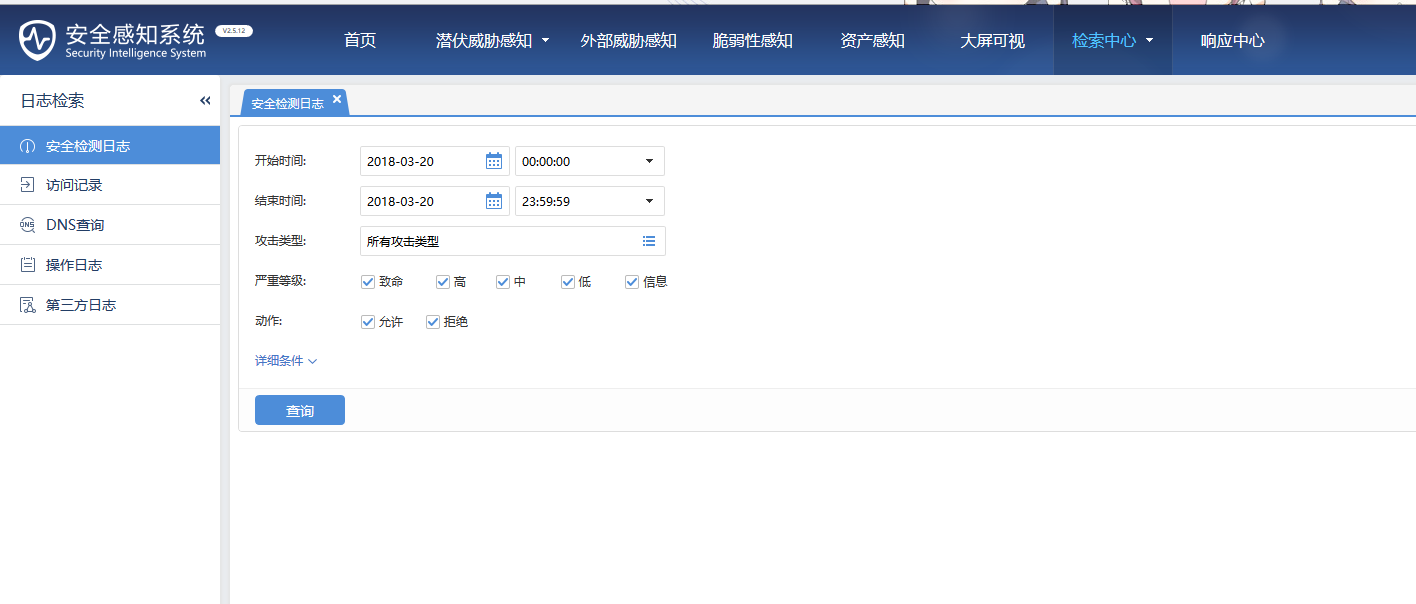 安全感知系统 V2.5.12
Security Intelligence System
首页 潜伏威胁感知 外部威胁感知 脆弱性感知 资产感知 大屏可视 检索中心 响应中心
日志检索
安全检测日志
访问记录
DNS查询
操作日志
第三方日志
安全检测日志
开始时间: 2018-03-20 00:00:00
结束时间: 2018-03-20 23:59:59
攻击类型: 所有攻击类型
严重等级: 致命 高 中 低 信息
动作: 允许 拒绝
详细条件
查询